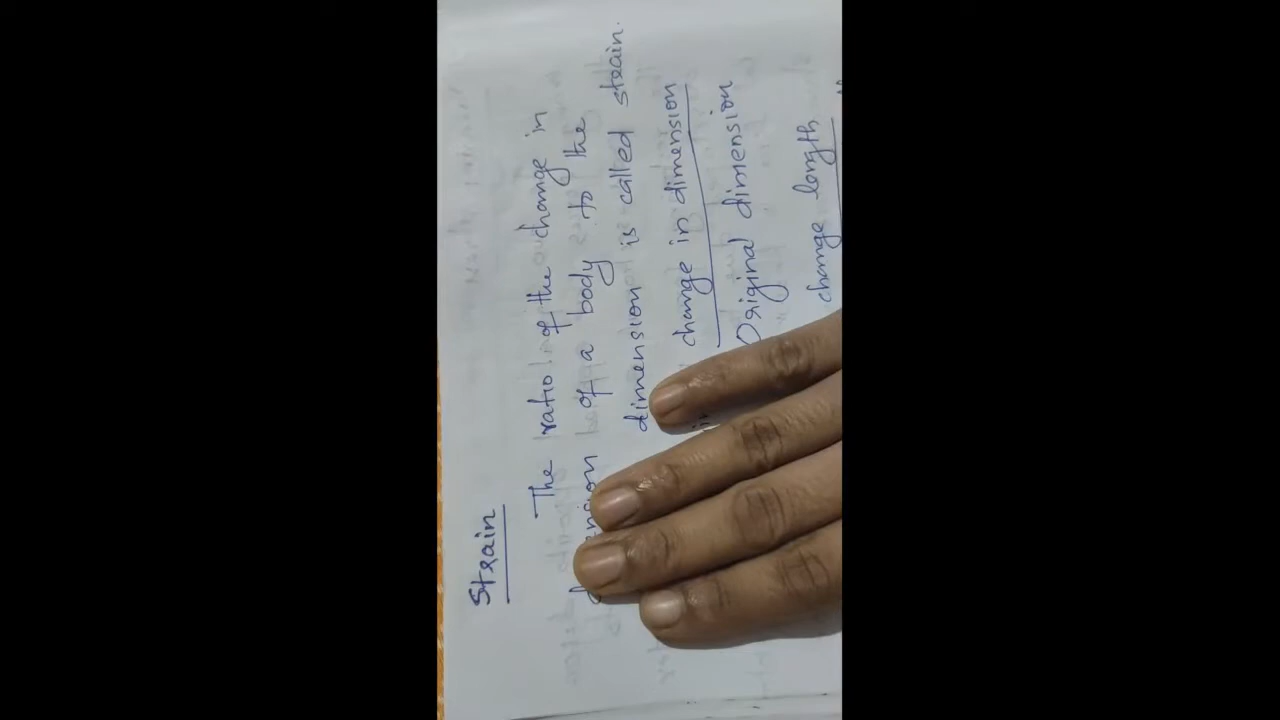 Strain
The ratio of the change in
of a body to the
dimension is called strain.
change in dimension
Original dimension
change length